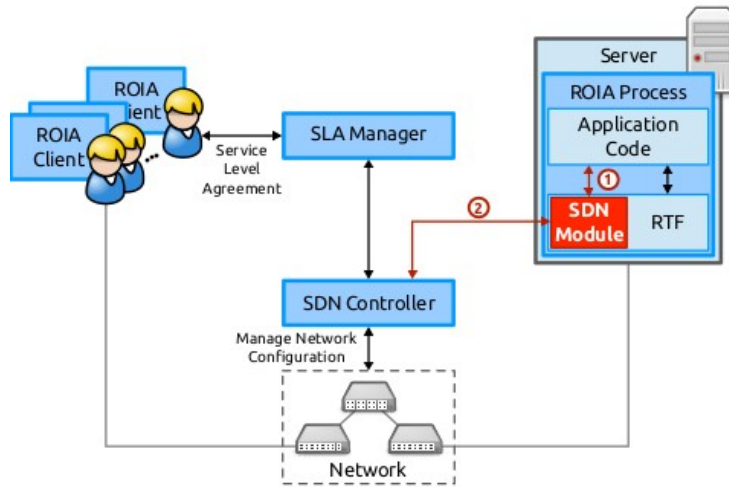 ROIA
Client
ROIA
Client
Service
Level
Agreement
SLA Manager
Server
ROIA Process
Application
Code
1
SDN
Module
RTF
2
SDN Controller
Manage Network
Configuration
Network